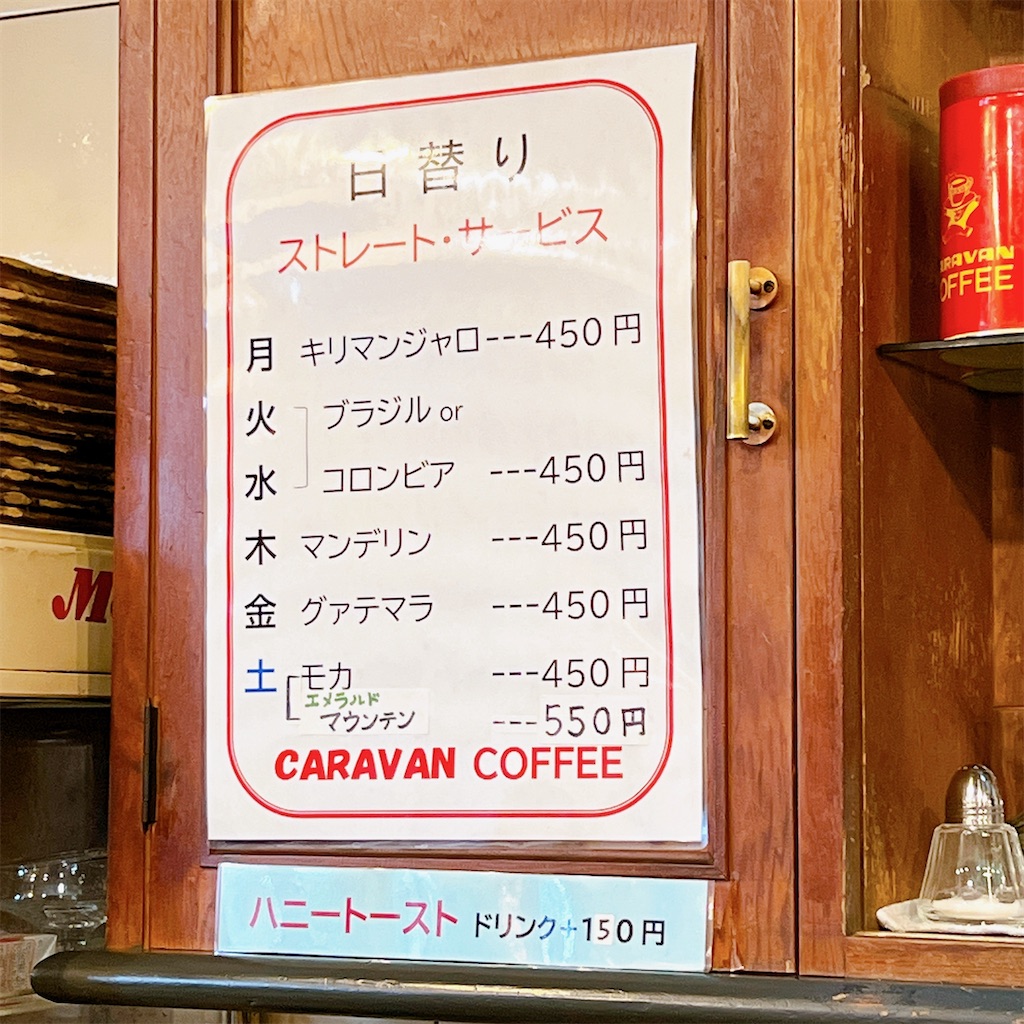 日替り
ストレート・サービス
月 キリマンジャロ---450円
火 ブラジル or
水 コロンビア ---450円
木 マンデリン ---450円
金 グァテマラ ---450円
土 モカ ---450円
エメラルド
マウンテン ---550円
CARAVAN COFFEE
ハニートースト ドリンク+150円
CARAVAN
COFFEE